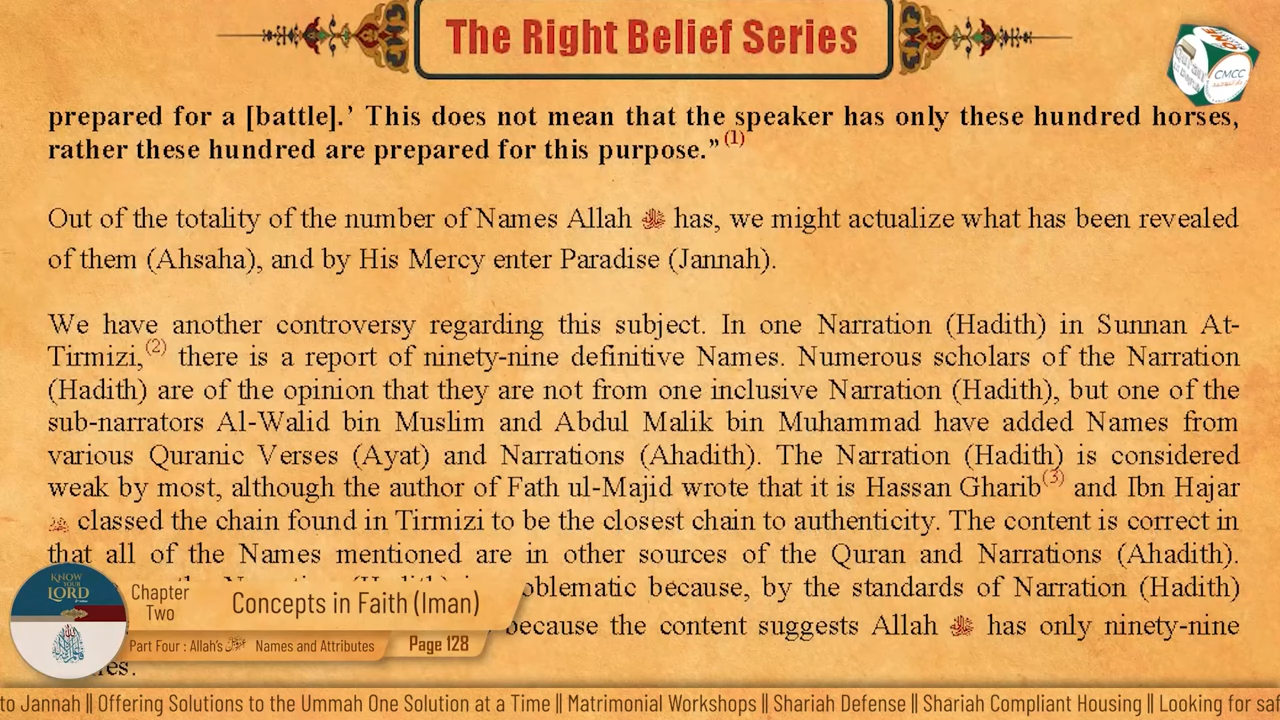 The Right Belief Series
CMCC
prepared for a [battle].’ This does not mean that the speaker has only these hundred horses,
rather these hundred are prepared for this purpose.” (1)
Out of the totality of the number of Names Allah ﷻ has, we might actualize what has been revealed
of them (Ahsaha), and by His Mercy enter Paradise (Jannah).
We have another controversy regarding this subject. In one Narration (Hadith) in Sunnan At-
Tirmizi,(2) there is a report of ninety-nine definitive Names. Numerous scholars of the Narration
(Hadith) are of the opinion that they are not from one inclusive Narration (Hadith), but one of the
sub-narrators Al-Walid bin Muslim and Abdul Malik bin Muhammad have added Names from
various Quranic Verses (Ayat) and Narrations (Ahadith). The Narration (Hadith) is considered
weak by most, although the author of Fath ul-Majid wrote that it is Hassan Gharib(3) and Ibn Hajar
classed the chain found in Tirmizi to be the closest chain to authenticity. The content is correct in
that all of the Names mentioned are in other sources of the Quran and Narrations (Ahadith).
because, by the standards of Narration (Hadith)
because the content suggests Allah ﷻ has only ninety-nine
KNOW YOUR LORD
Chapter Two
Concepts in Faith (Iman)
Part Four : Allah's ﷻ Names and Attributes
Page 128
to Jannah || Offering Solutions to the Ummah One Solution at a Time || Matrimonial Workshops || Shariah Defense || Shariah Compliant Housing || Looking for